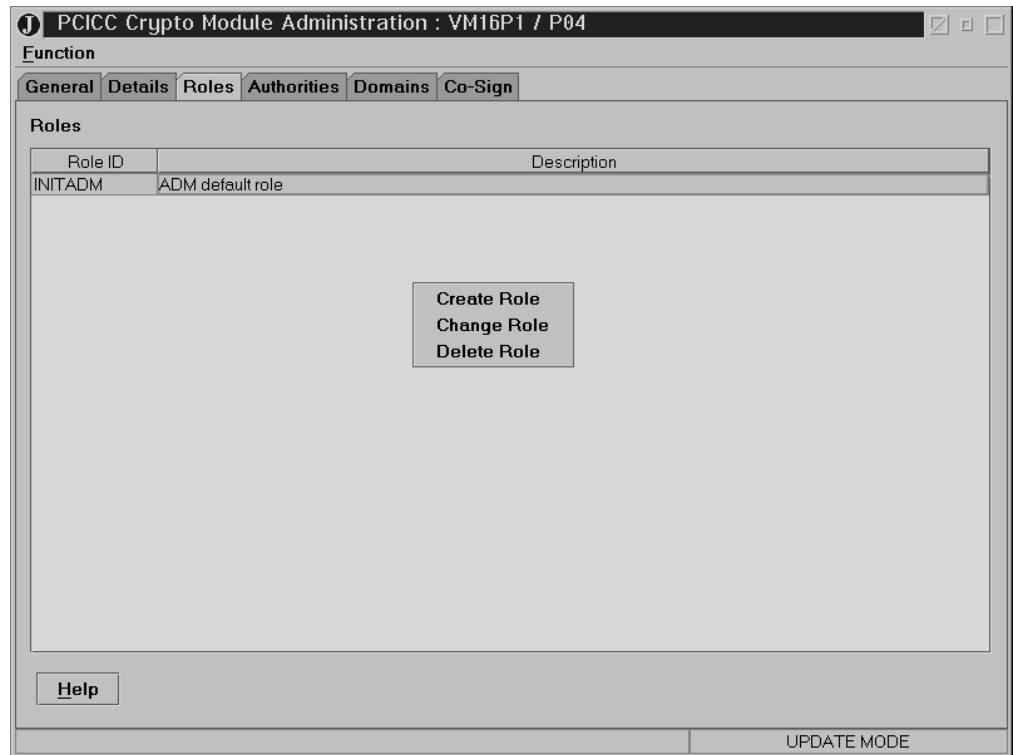 PCICC Crypto Module Administration : VM16P1 / P04
Function
General Details Roles Authorities Domains Co-Sign
Roles
Role ID Description
INITADM ADM default role
Create Role
Change Role
Delete Role
Help
UPDATE MODE